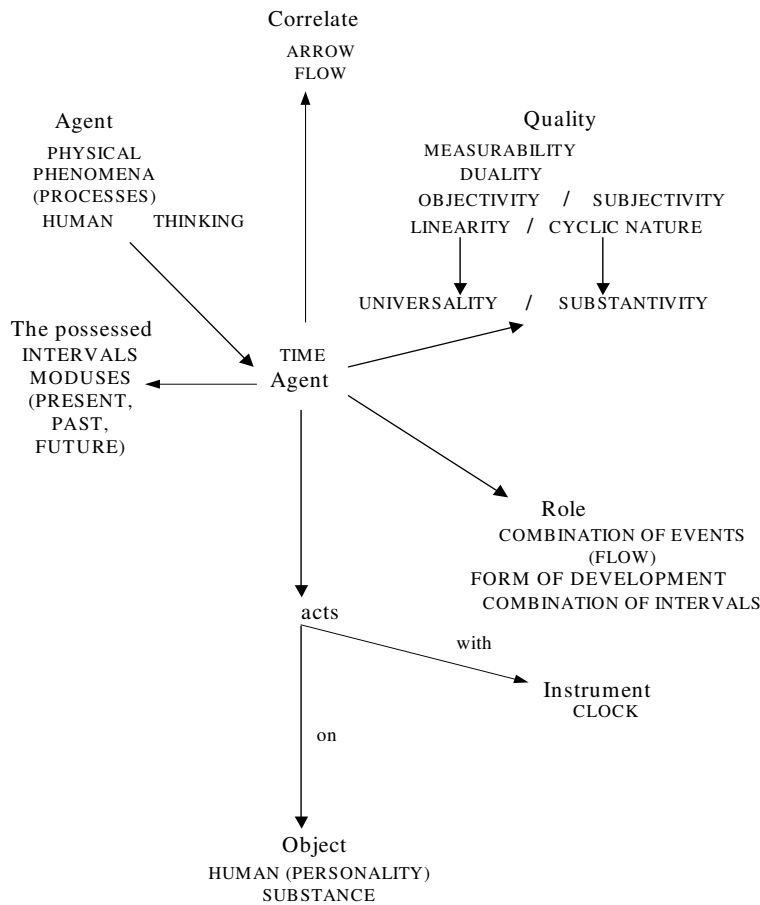 Correlate
ARROW
FLOW
Agent
PHYSICAL
PHENOMENA
(PROCESSES)
HUMAN THINKING
Quality
MEASURABILITY
DUALITY
OBJECTIVITY / SUBJECTIVITY
LINEARITY / CYCLIC NATURE
UNIVERSALITY / SUBSTANTIVITY
The possessed
INTERVALS
MODUSES
(PRESENT,
PAST,
FUTURE)
TIME
Agent
Role
COMBINATION OF EVENTS
(FLOW)
FORM OF DEVELOPMENT
COMBINATION OF INTERVALS
acts
with
Instrument
CLOCK
on
Object
HUMAN (PERSONALITY)
SUBSTANCE